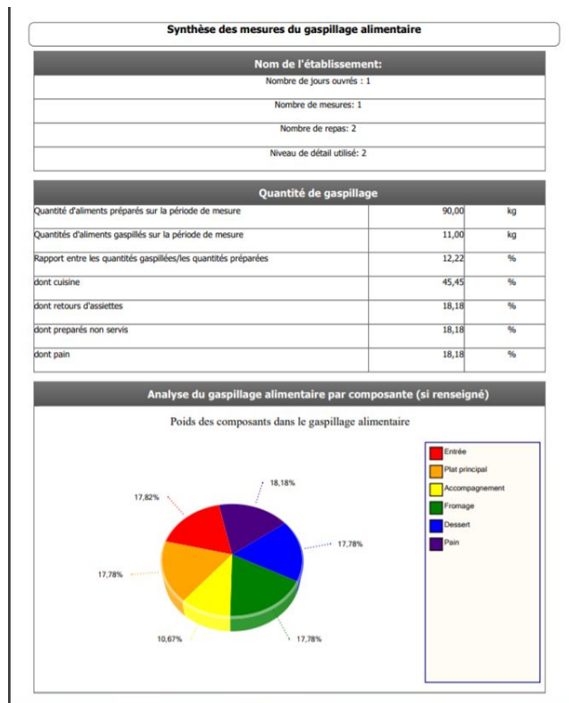 Synthèse des mesures du gaspillage alimentaire
Nom de l'établissement:
Nombre de jours ouvrés : 1
Nombre de mesures: 1
Nombre de repas: 2
Niveau de détail utilisé: 2
Quantité de gaspillage
Quantité d'aliments préparés sur la période de mesure 90,00 kg
Quantités d'aliments gaspillés sur la période de mesure 11,00 kg
Rapport entre les quantités gaspillées/les quantités préparées 12,22 %
dont cuisine 45,45 %
dont retours d'assiettes 18,18 %
dont preparés non servis 18,18 %
dont pain 18,18 %
Analyse du gaspillage alimentaire par composante (si renseigné)
Poids des composants dans le gaspillage alimentaire
Entrée
Plat principal
Accompagnement
Fromage
Dessert
Pain
18,18%
17,82%
17,78%
17,78%
10,67%
17,78%